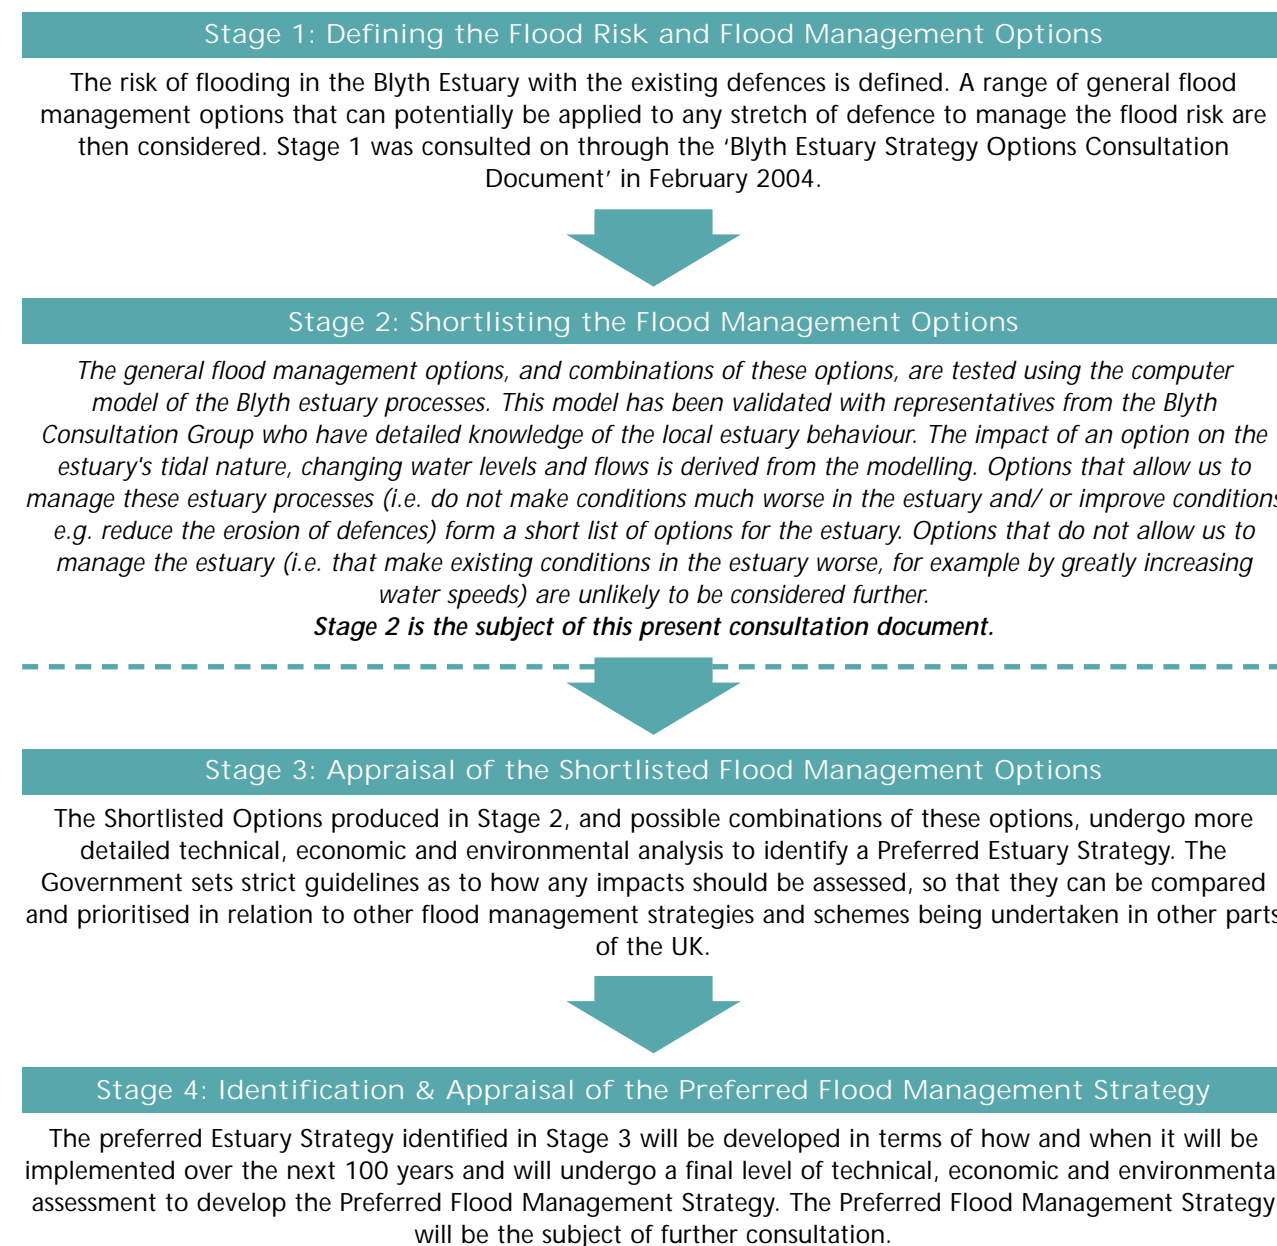 Stage 1: Defining the Flood Risk and Flood Management Options
The risk of flooding in the Blyth Estuary with the existing defences is defined. A range of general flood
management options that can potentially be applied to any stretch of defence to manage the flood risk are
then considered. Stage 1 was consulted on through the ‘Blyth Estuary Strategy Options Consultation
Document’ in February 2004.
Stage 2: Shortlisting the Flood Management Options
The general flood management options, and combinations of these options, are tested using the computer
model of the Blyth estuary processes. This model has been validated with representatives from the Blyth
Consultation Group who have detailed knowledge of the local estuary behaviour. The impact of an option on the
estuary's tidal nature, changing water levels and flows is derived from the modelling. Options that allow us to
manage these estuary processes (i.e. do not make conditions much worse in the estuary and/ or improve conditions
e.g. reduce the erosion of defences) form a short list of options for the estuary. Options that do not allow us to
manage the estuary (i.e. that make existing conditions in the estuary worse, for example by greatly increasing
water speeds) are unlikely to be considered further.
Stage 2 is the subject of this present consultation document.
Stage 3: Appraisal of the Shortlisted Flood Management Options
The Shortlisted Options produced in Stage 2, and possible combinations of these options, undergo more
detailed technical, economic and environmental analysis to identify a Preferred Estuary Strategy. The
Government sets strict guidelines as to how any impacts should be assessed, so that they can be compared
and prioritised in relation to other flood management strategies and schemes being undertaken in other parts
of the UK.
Stage 4: Identification & Appraisal of the Preferred Flood Management Strategy
The preferred Estuary Strategy identified in Stage 3 will be developed in terms of how and when it will be
implemented over the next 100 years and will undergo a final level of technical, economic and environmenta
assessment to develop the Preferred Flood Management Strategy. The Preferred Flood Management Strategy
will be the subject of further consultation.